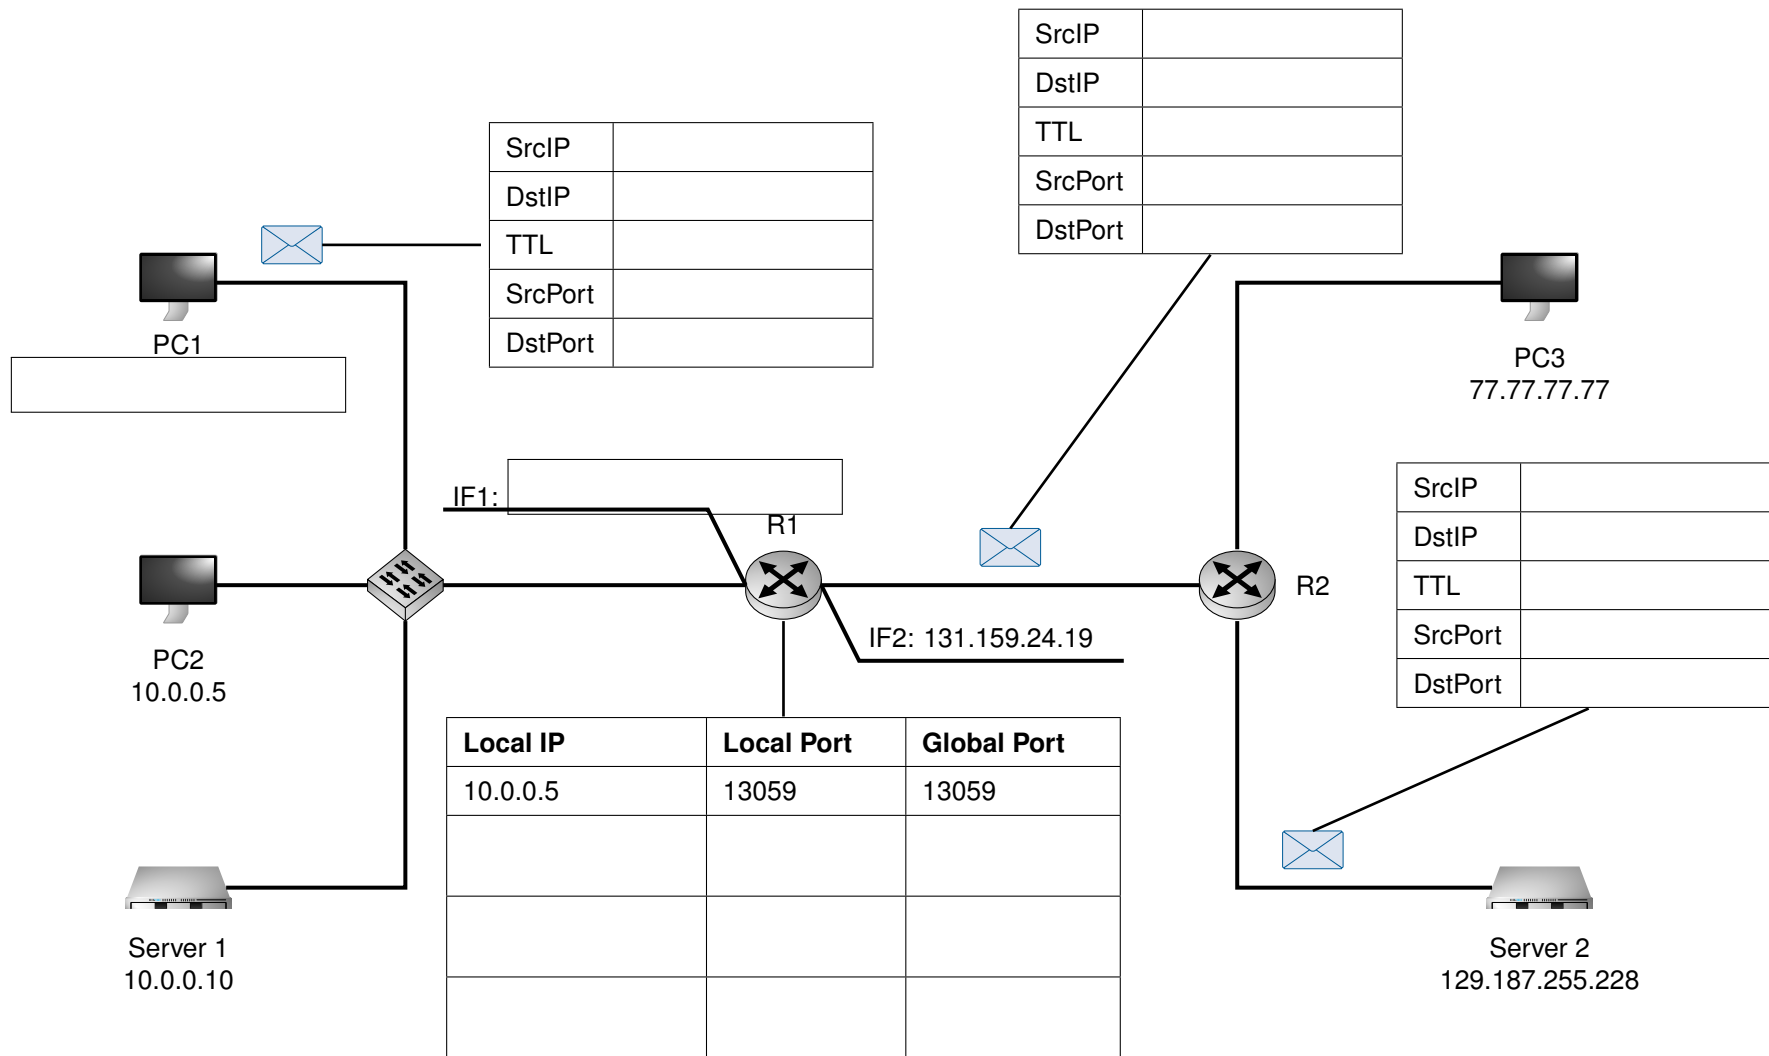 SrcIP
DstIP
TTL
SrcPort
DstPort
SrcIP
DstIP
TTL
SrcPort
DstPort
PC1
PC3
77.77.77.77
IF1:
R1
SrcIP
DstIP
TTL
SrcPort
DstPort
R2
IF2: 131.159.24.19
PC2
10.0.0.5
Local IP Local Port Global Port
10.0.0.5 13059 13059
Server 1
10.0.0.10
Server 2
129.187.255.228